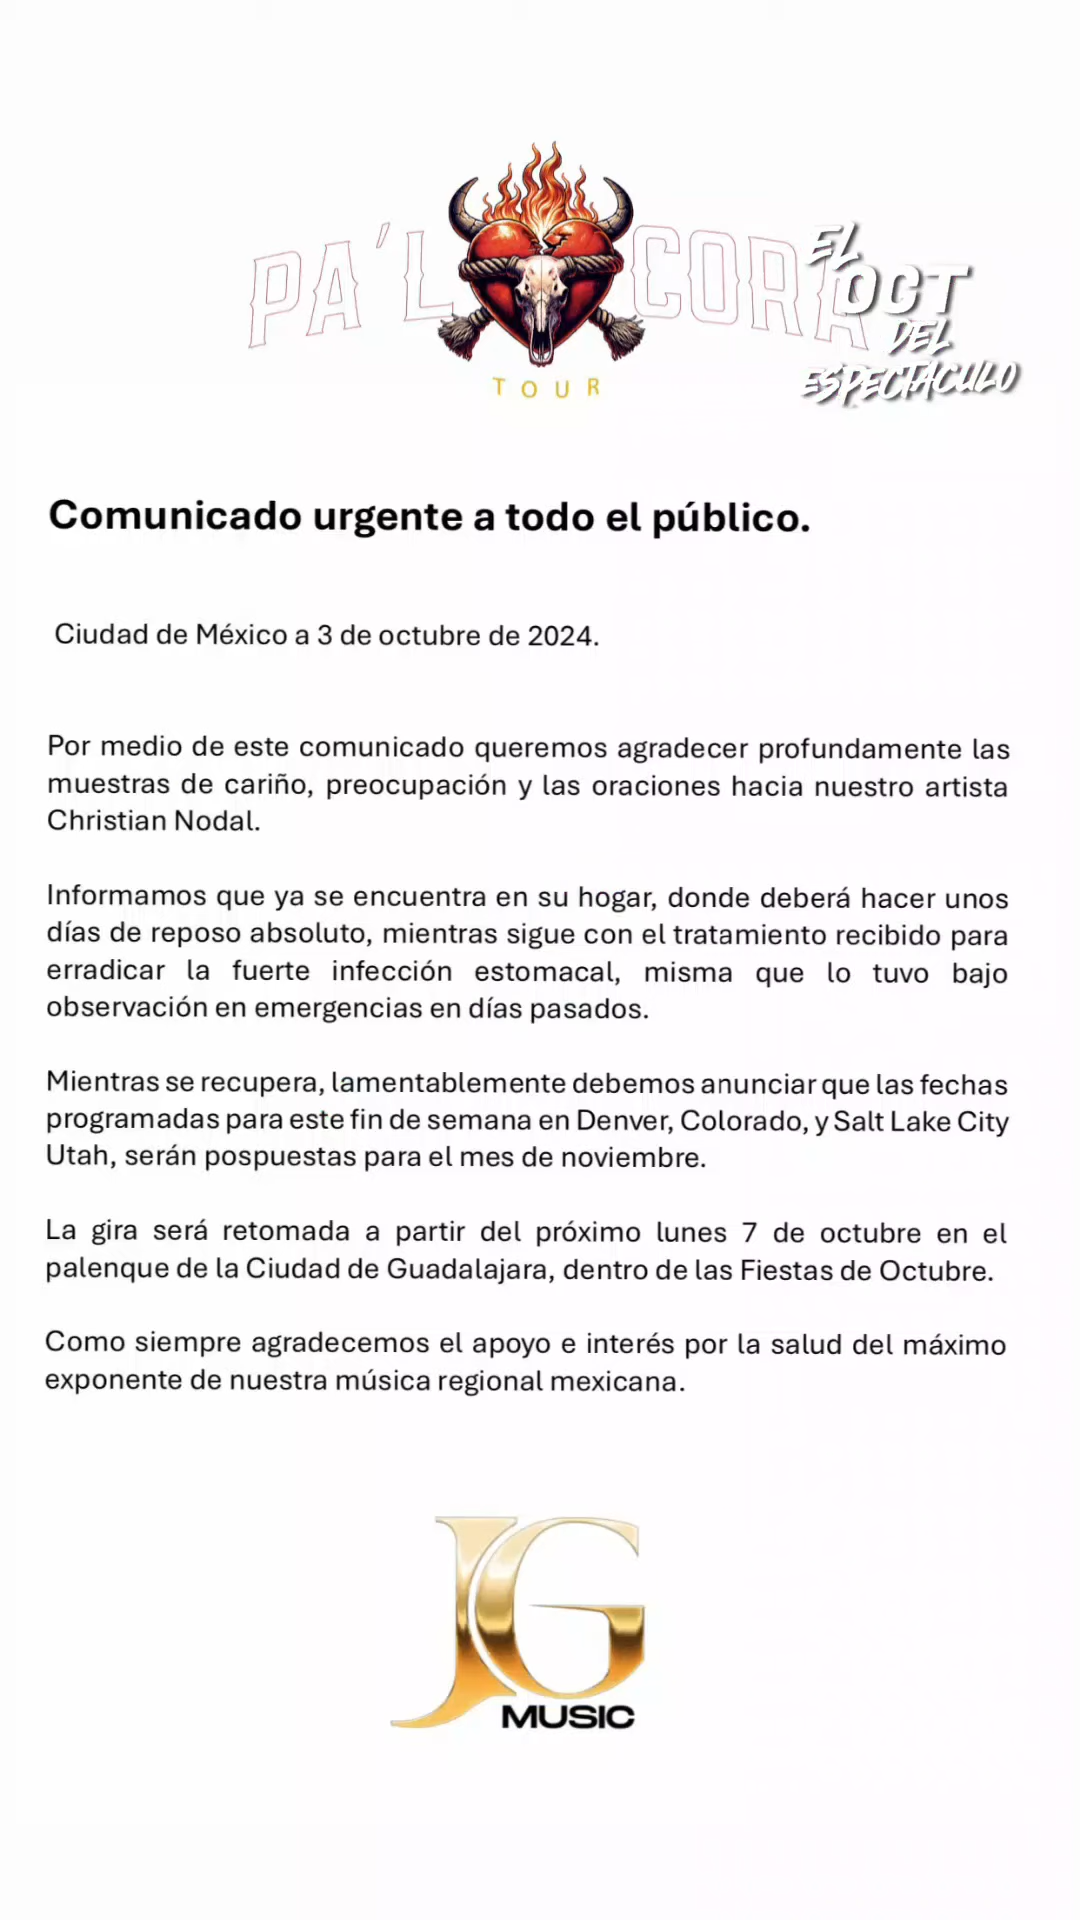 PA'L CORA
EL
OGT
DEL
ESPECTÁCULO
TOUR
Comunicado urgente a todo el público.
Ciudad de México a 3 de octubre de 2024.
Por medio de este comunicado queremos agradecer profundamente las
muestras de cariño, preocupación y las oraciones hacia nuestro artista
Christian Nodal.
Informamos que ya se encuentra en su hogar, donde deberá hacer unos
días de reposo absoluto, mientras sigue con el tratamiento recibido para
erradicar la fuerte infección estomacal, misma que lo tuvo bajo
observación en emergencias en días pasados.
Mientras se recupera, lamentablemente debemos anunciar que las fechas
programadas para este fin de semana en Denver, Colorado, y Salt Lake City
Utah, serán pospuestas para el mes de noviembre.
La gira será retomada a partir del próximo lunes 7 de octubre en el
palenque de la Ciudad de Guadalajara, dentro de las Fiestas de Octubre.
Como siempre agradecemos el apoyo e interés por la salud del máximo
exponente de nuestra música regional mexicana.
JG
MUSIC